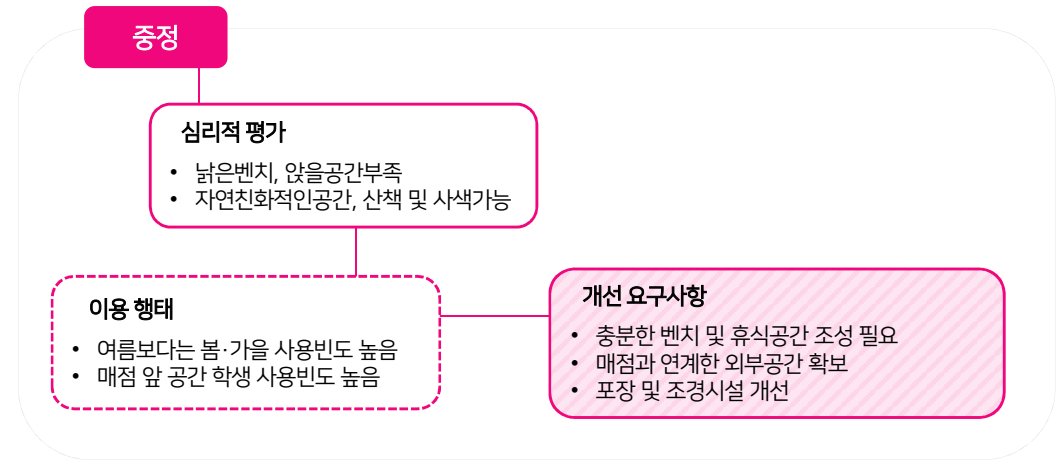 중정
심리적 평가
• 낡은벤치, 앉을공간부족
• 자연친화적인공간, 산책 및 사색가능
이용 행태
• 여름보다는 봄·가을 사용빈도 높음
• 매점 앞 공간 학생 사용빈도 높음
개선 요구사항
• 충분한 벤치 및 휴식공간 조성 필요
• 매점과 연계한 외부공간 확보
• 포장 및 조경시설 개선